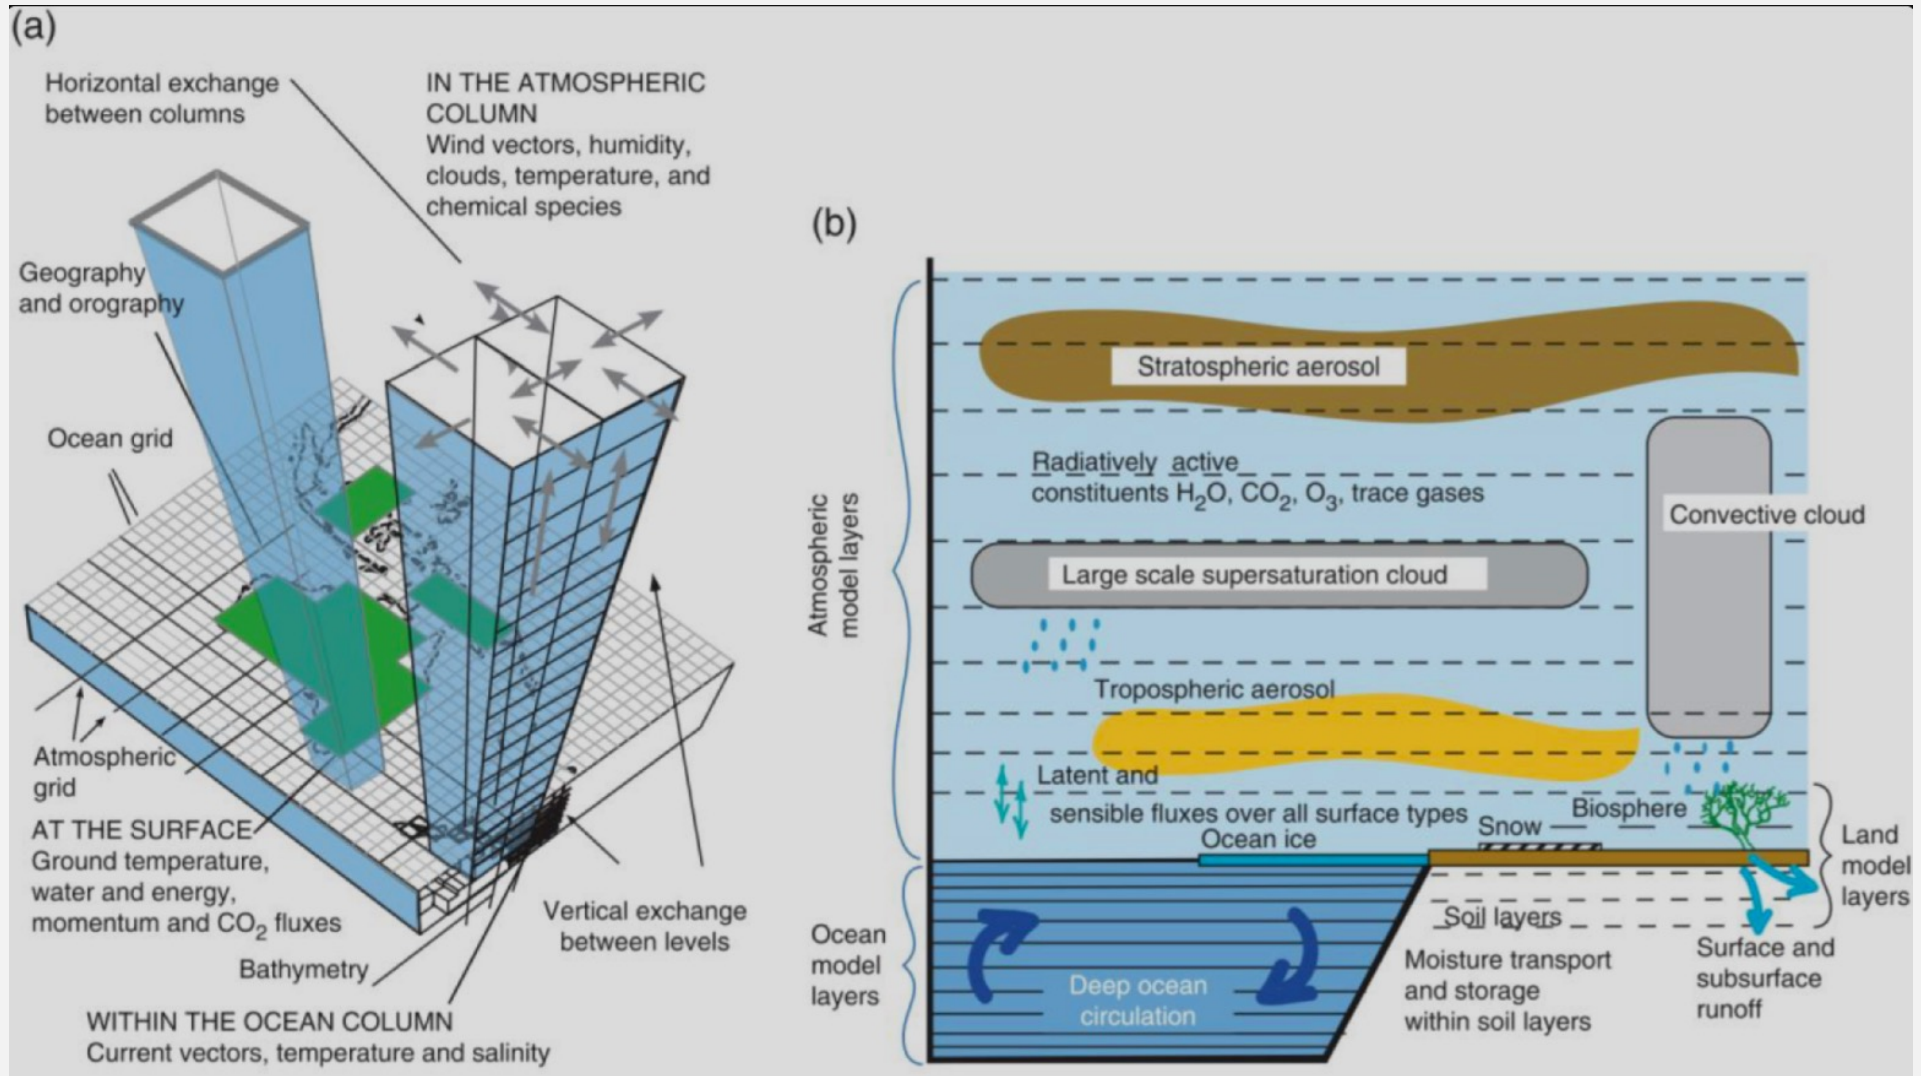 (a)
Horizontal exchange
between columns
IN THE ATMOSPHERIC
COLUMN
Wind vectors, humidity,
clouds, temperature, and
chemical species
Geography
and orography
Ocean grid
Atmospheric
grid
AT THE SURFACE
Ground temperature,
water and energy,
momentum and CO₂ fluxes
Bathymetry
Vertical exchange
between levels
WITHIN THE OCEAN COLUMN
Current vectors, temperature and salinity
(b)
Atmospheric
model layers
Stratospheric aerosol
Radiatively active
constituents H₂O, CO₂, O₃, trace gases
Convective cloud
Large scale supersaturation cloud
Tropospheric aerosol
Latent and
sensible fluxes over all surface types
Biosphere
Snow
Ocean ice
Land
model
layers
Ocean
model
layers
Deep ocean
circulation
Soil layers
Moisture transport
and storage
within soil layers
Surface and
subsurface
runoff